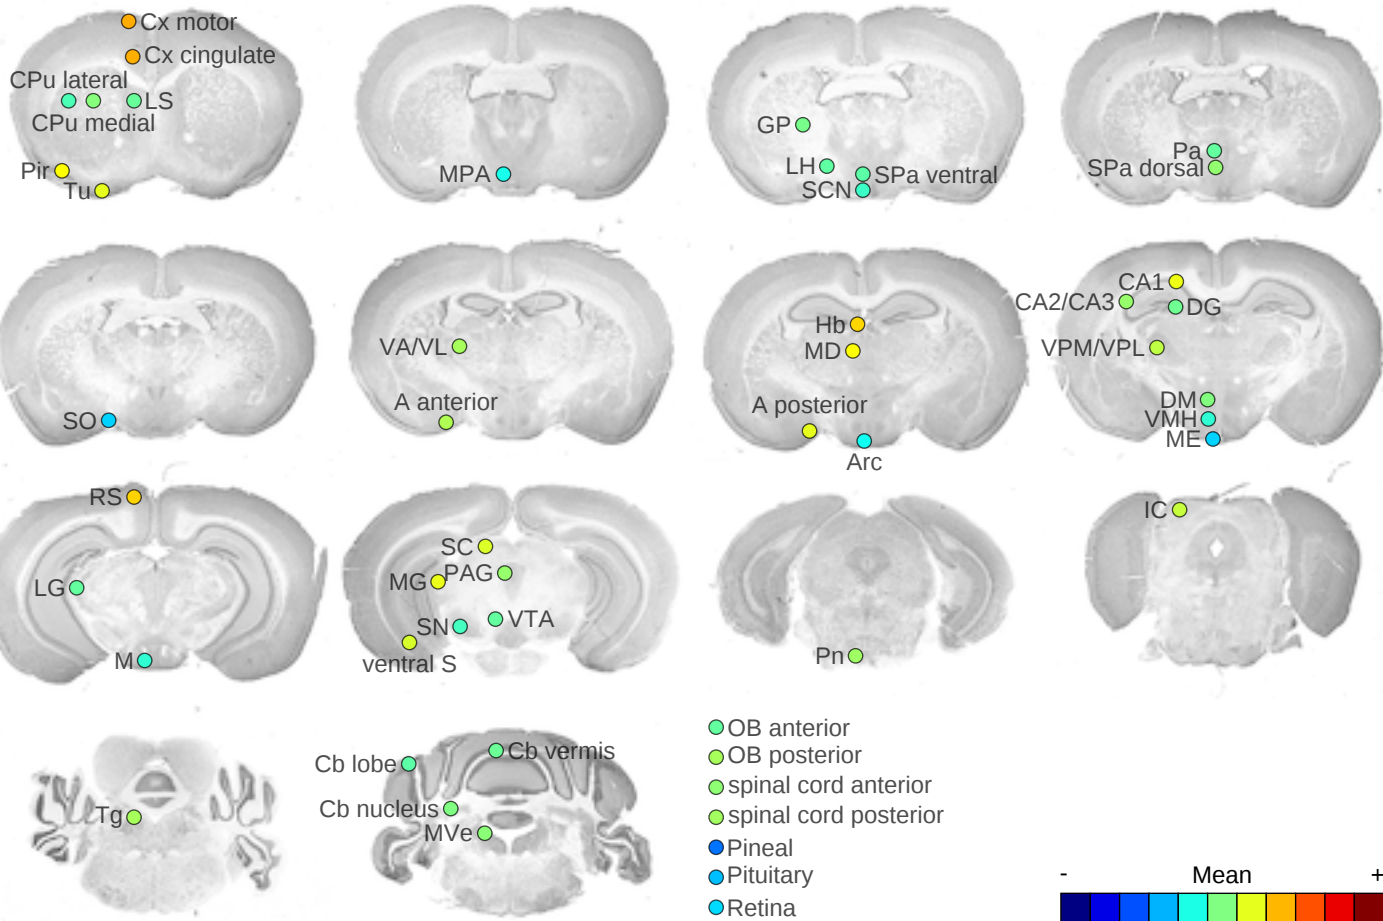 Cx motor
Cx cingulate
CPu lateral
LS
CPu medial
Pir
Tu
MPA
GP
LH
SPa ventral
SCN
Pa
SPa dorsal
SO
VA/VL
A anterior
Hb
MD
A posterior
Arc
CA1
CA2/CA3
DG
VPM/VPL
DM
VMH
ME
RS
LG
M
SC
MG
PAG
SN
VTA
ventral S
Pn
IC
Tg
Cb lobe
Cb vermis
Cb nucleus
MVe
OB anterior
OB posterior
spinal cord anterior
spinal cord posterior
Pineal
Pituitary
Retina
- Mean +